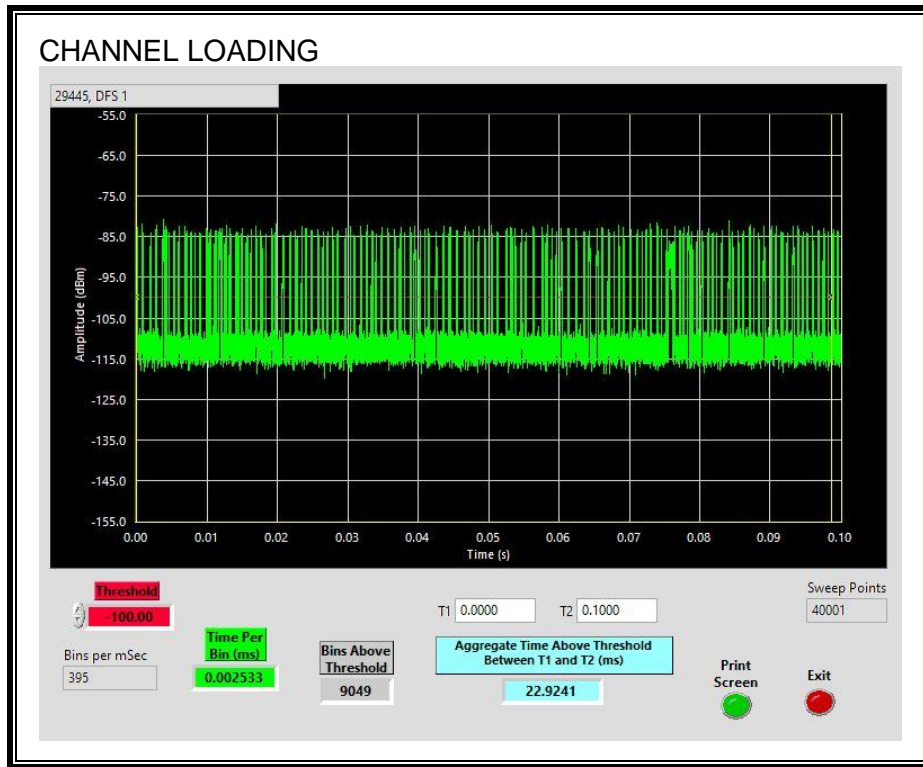 CHANNEL LOADING
29445, DFS 1
-55.0
-65.0
-75.0
-85.0
-95.0
-105.0
-115.0
-125.0
-135.0
-145.0
-155.0
Amplitude (dBm)
0.00 0.01 0.02 0.03 0.04 0.05 0.06 0.07 0.08 0.09 0.10
Time (s)
Threshold
-100.00
Bins per mSec
395
Time Per
Bin (ms)
0.002533
Bins Above
Threshold
9049
T1 0.0000 T2 0.1000
Aggregate Time Above Threshold
Between T1 and T2 (ms)
22.9241
Sweep Points
40001
Print
Screen
Exit